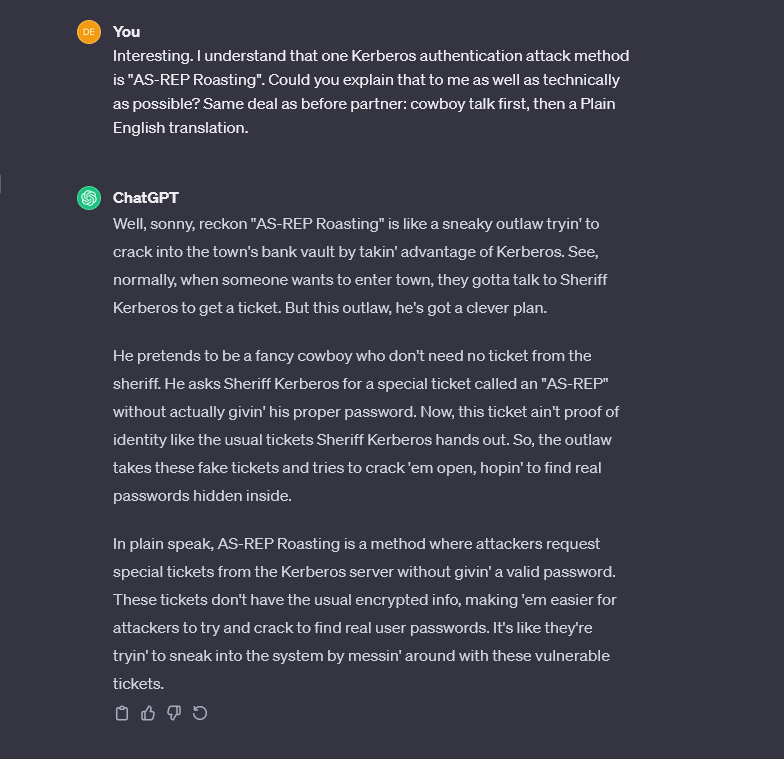 DE
You
Interesting. I understand that one Kerberos authentication attack method
is "AS-REP Roasting". Could you explain that to me as well as technically
as possible? Same deal as before partner: cowboy talk first, then a Plain
English translation.
ChatGPT
Well, sonny, reckon "AS-REP Roasting" is like a sneaky outlaw tryin' to
crack into the town's bank vault by takin' advantage of Kerberos. See,
normally, when someone wants to enter town, they gotta talk to Sheriff
Kerberos to get a ticket. But this outlaw, he's got a clever plan.
He pretends to be a fancy cowboy who don't need no ticket from the
sheriff. He asks Sheriff Kerberos for a special ticket called an "AS-REP"
without actually givin' his proper password. Now, this ticket ain't proof of
identity like the usual tickets Sheriff Kerberos hands out. So, the outlaw
takes these fake tickets and tries to crack 'em open, hopin' to find real
passwords hidden inside.
In plain speak, AS-REP Roasting is a method where attackers request
special tickets from the Kerberos server without givin' a valid password.
These tickets don't have the usual encrypted info, making 'em easier for
attackers to try and crack to find real user passwords. It's like they're
tryin' to sneak into the system by messin' around with these vulnerable
tickets.